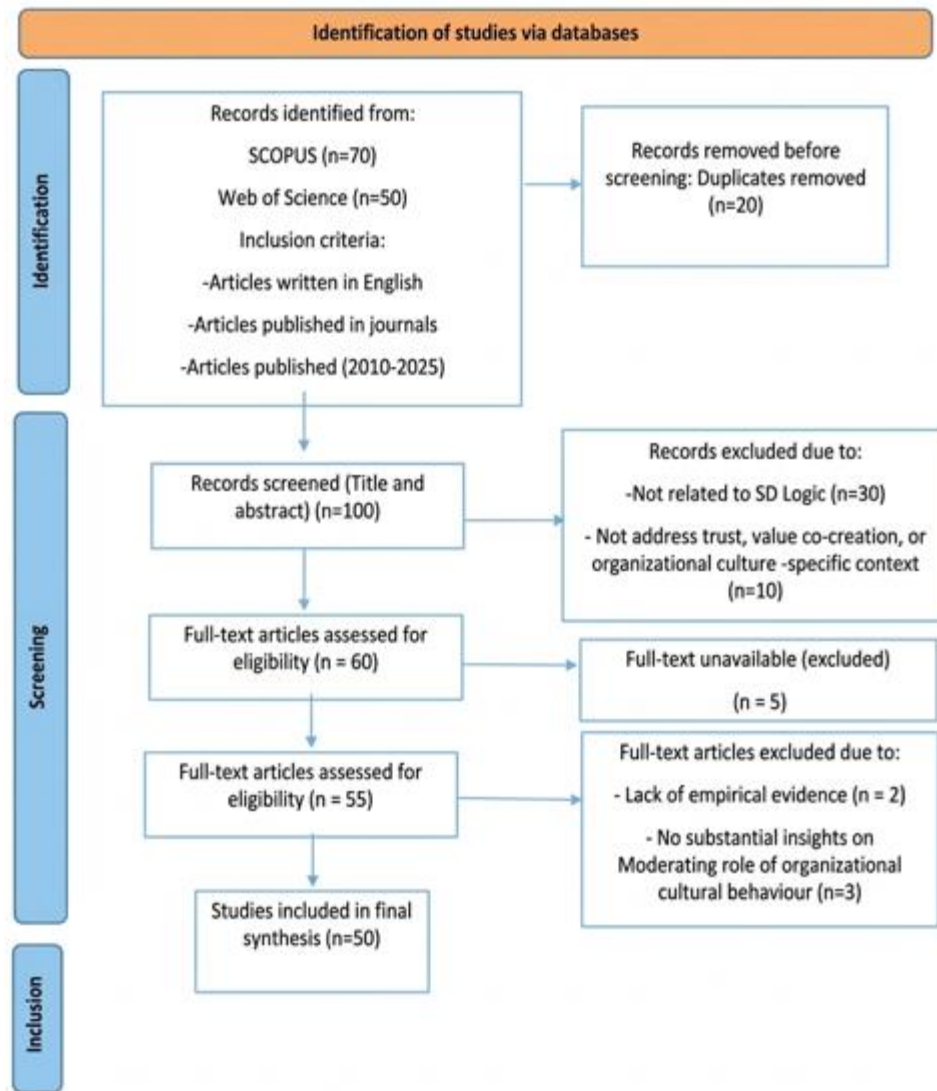 Identification of studies via databases
Identification
Records identified from:
SCOPUS (n=70)
Web of Science (n=50)
Inclusion criteria:
-Articles written in English
-Articles published in journals
-Articles published (2010-2025)
Records removed before
screening: Duplicates removed
(n=20)
Screening
Records screened (Title and
abstract) (n=100)
Records excluded due to:
-Not related to SD Logic (n=30)
- Not address trust, value co-creation, or
organizational culture -specific context
(n=10)
Full-text articles assessed for
eligibility (n = 60)
Full-text unavailable (excluded)
(n = 5)
Full-text articles assessed for
eligibility (n = 55)
Full-text articles excluded due to:
- Lack of empirical evidence (n = 2)
- No substantial insights on
Moderating role of organizational
cultural behaviour (n=3)
Studies included in final
synthesis (n=50)
Inclusion